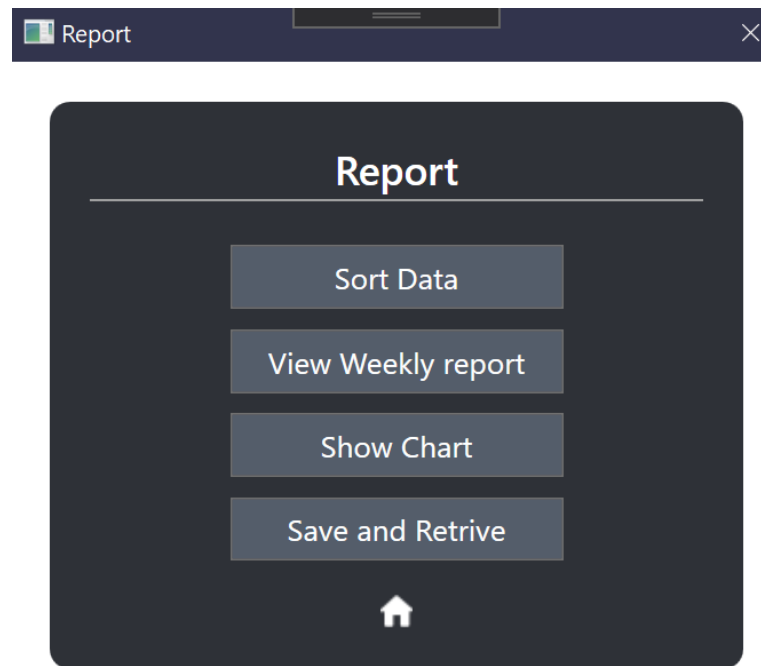 Report
Report
Sort Data
View Weekly report
Show Chart
Save and Retrive